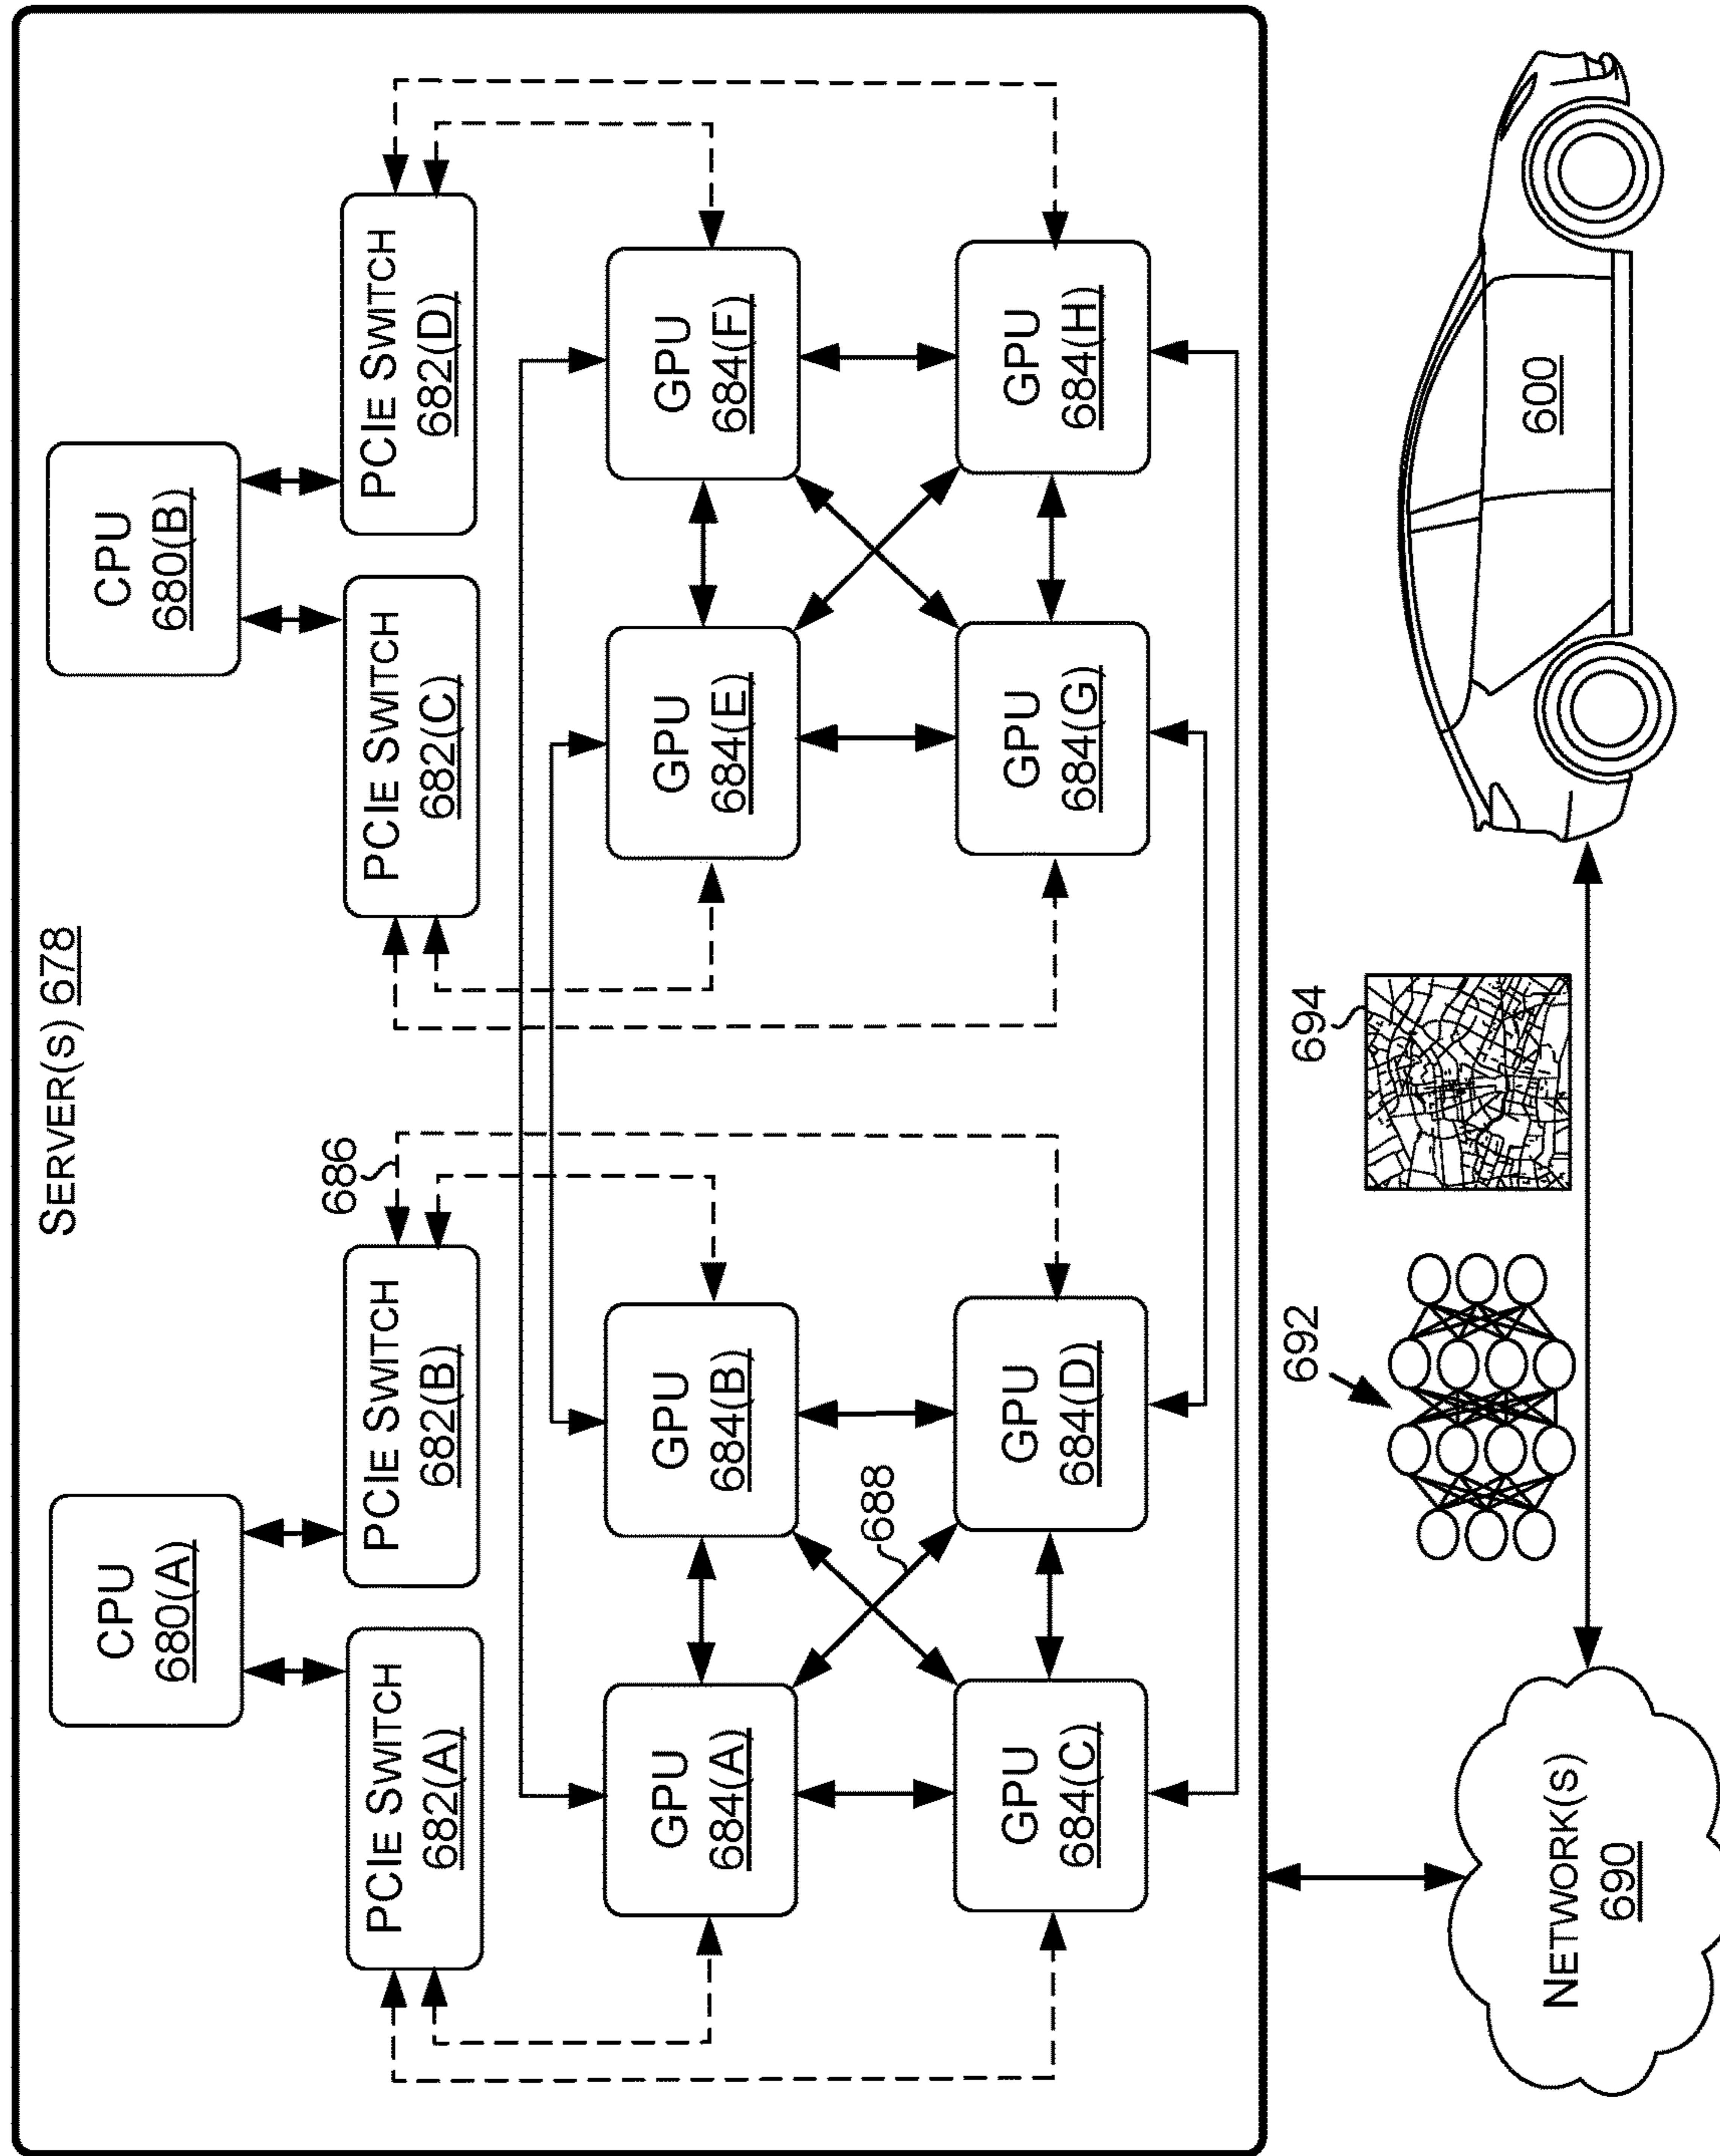 SERVER(S) 678
CPU
680(A)
CPU
680(B)
PCIE SWITCH
682(A)
PCIE SWITCH
682(B)
686
PCIE SWITCH
682(C)
PCIE SWITCH
682(D)
GPU
684(A)
GPU
684(B)
GPU
684(E)
GPU
684(F)
688
GPU
684(C)
GPU
684(D)
GPU
684(G)
GPU
684(H)
NETWORK(S)
690
692
694
600